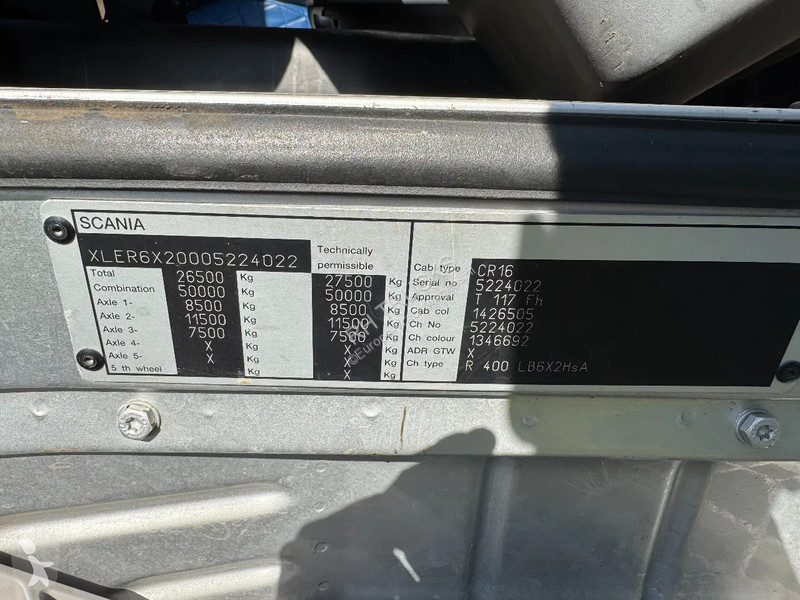 SCANIA
XLER6X20005224022
Technically
permissible
Total 26500 Kg 27500 Kg
Combination 50000 Kg 50000 Kg
Axle 1- 8500 Kg 8500 Kg
Axle 2- 11500 Kg 11500 Kg
Axle 3- 7500 Kg 7500 Kg
Axle 4- X Kg X Kg
Axle 5- X Kg X Kg
5 th wheel X Kg X Kg
Cab type CR16
Serial no 5224022
Approval T 117 Fh
Cab col 1426505
Ch No 5224022
Ch colour 1346692
ADR GTW X
Ch type R 400 LB6X2HsA